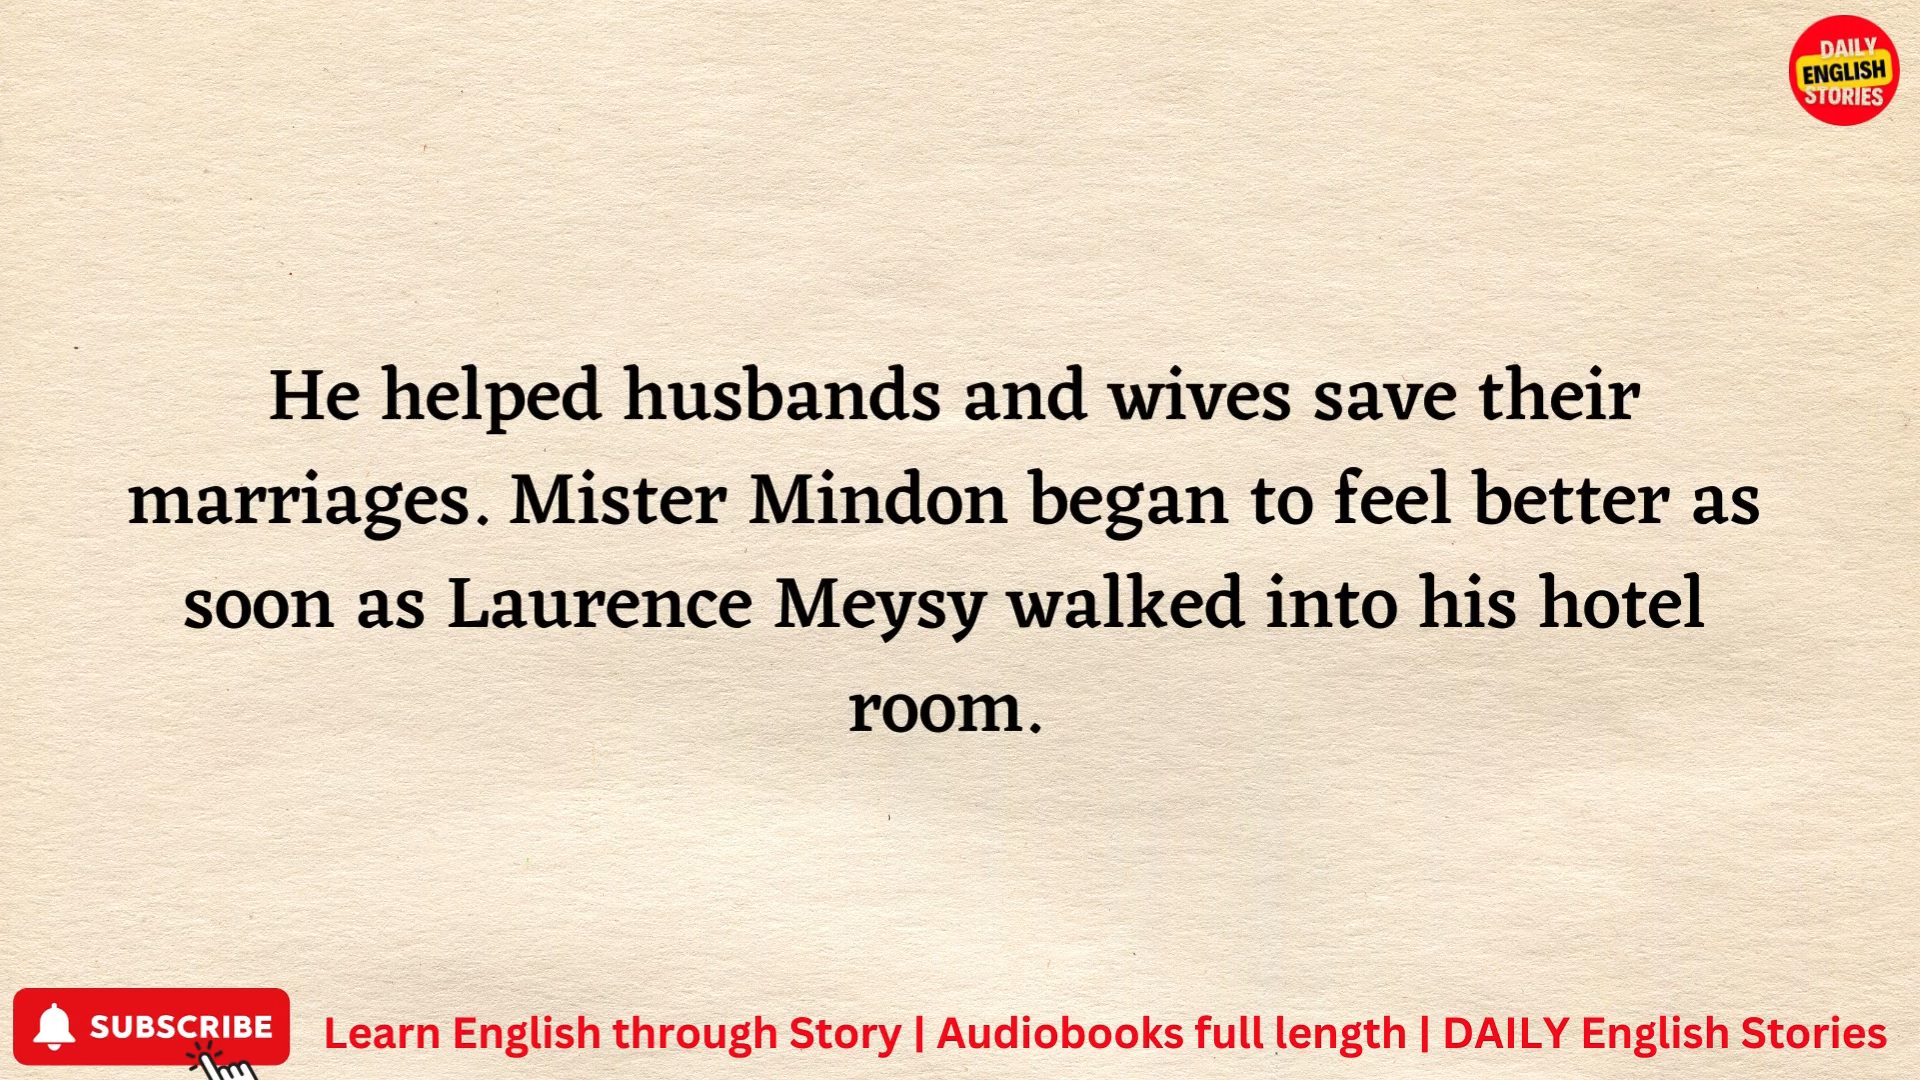 DAILY
ENGLISH
STORIES
He helped husbands and wives save their
marriages. Mister Mindon began to feel better as
soon as Laurence Meysy walked into his hotel
room.
SUBSCRIBE
Learn English through Story | Audiobooks full length | DAILY English Stories